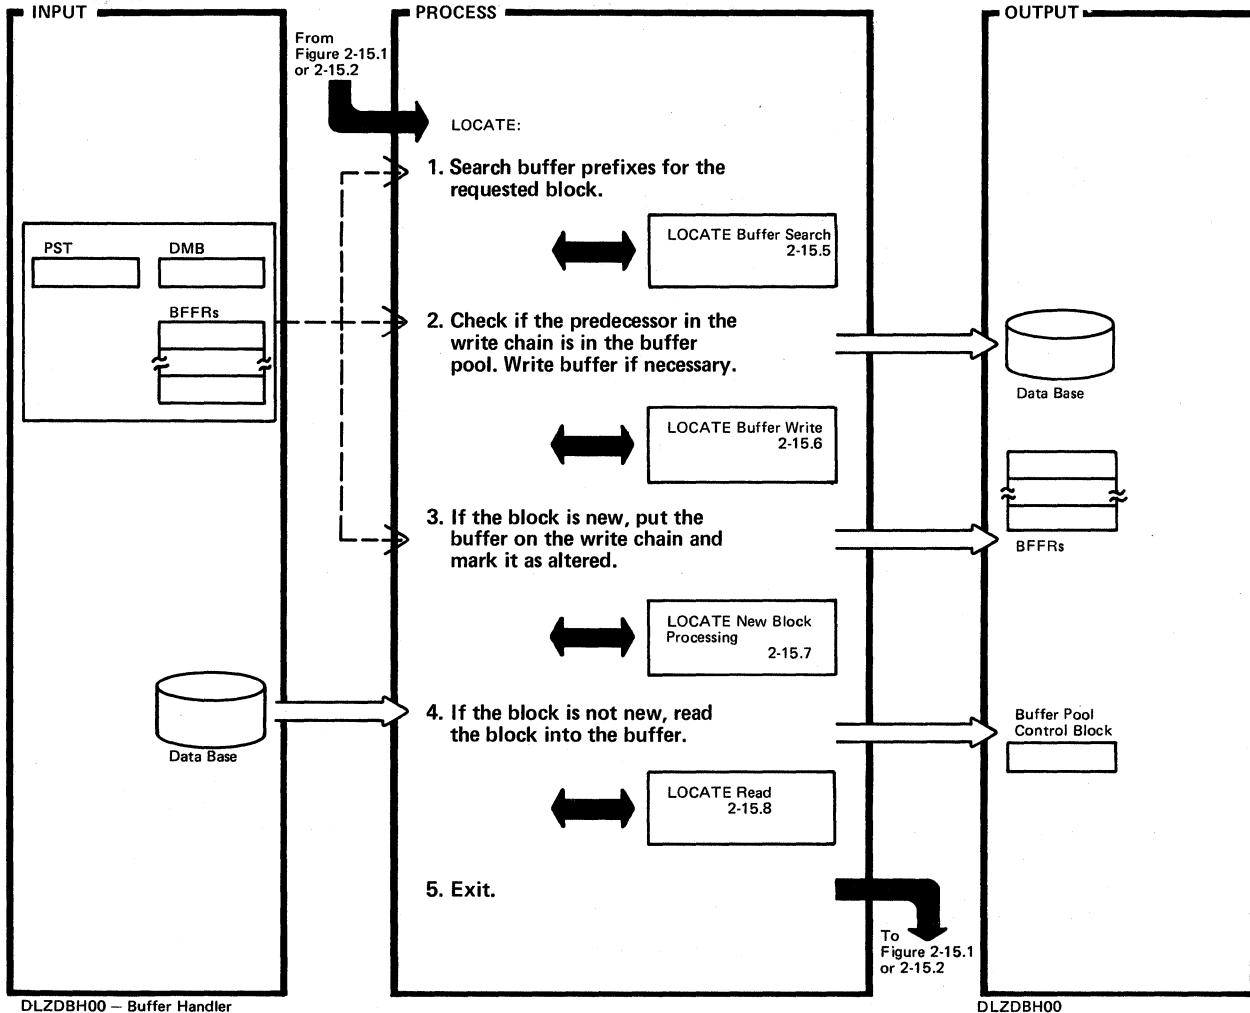 INPUT
PROCESS
OUTPUT
From
Figure 2-15.1
or 2-15.2
LOCATE:
1. Search buffer prefixes for the
requested block.
LOCATE Buffer Search
2-15.5
PST
DMB
BFFRs
2. Check if the predecessor in the
write chain is in the buffer
pool. Write buffer if necessary.
Data Base
LOCATE Buffer Write
2-15.6
3. If the block is new, put the
buffer on the write chain and
mark it as altered.
BFFRs
LOCATE New Block
Processing
2-15.7
Data Base
4. If the block is not new, read
the block into the buffer.
Buffer Pool
Control Block
LOCATE Read
2-15.8
5. Exit.
To
Figure 2-15.1
or 2-15.2
DLZDBH00 — Buffer Handler
DLZDBH00